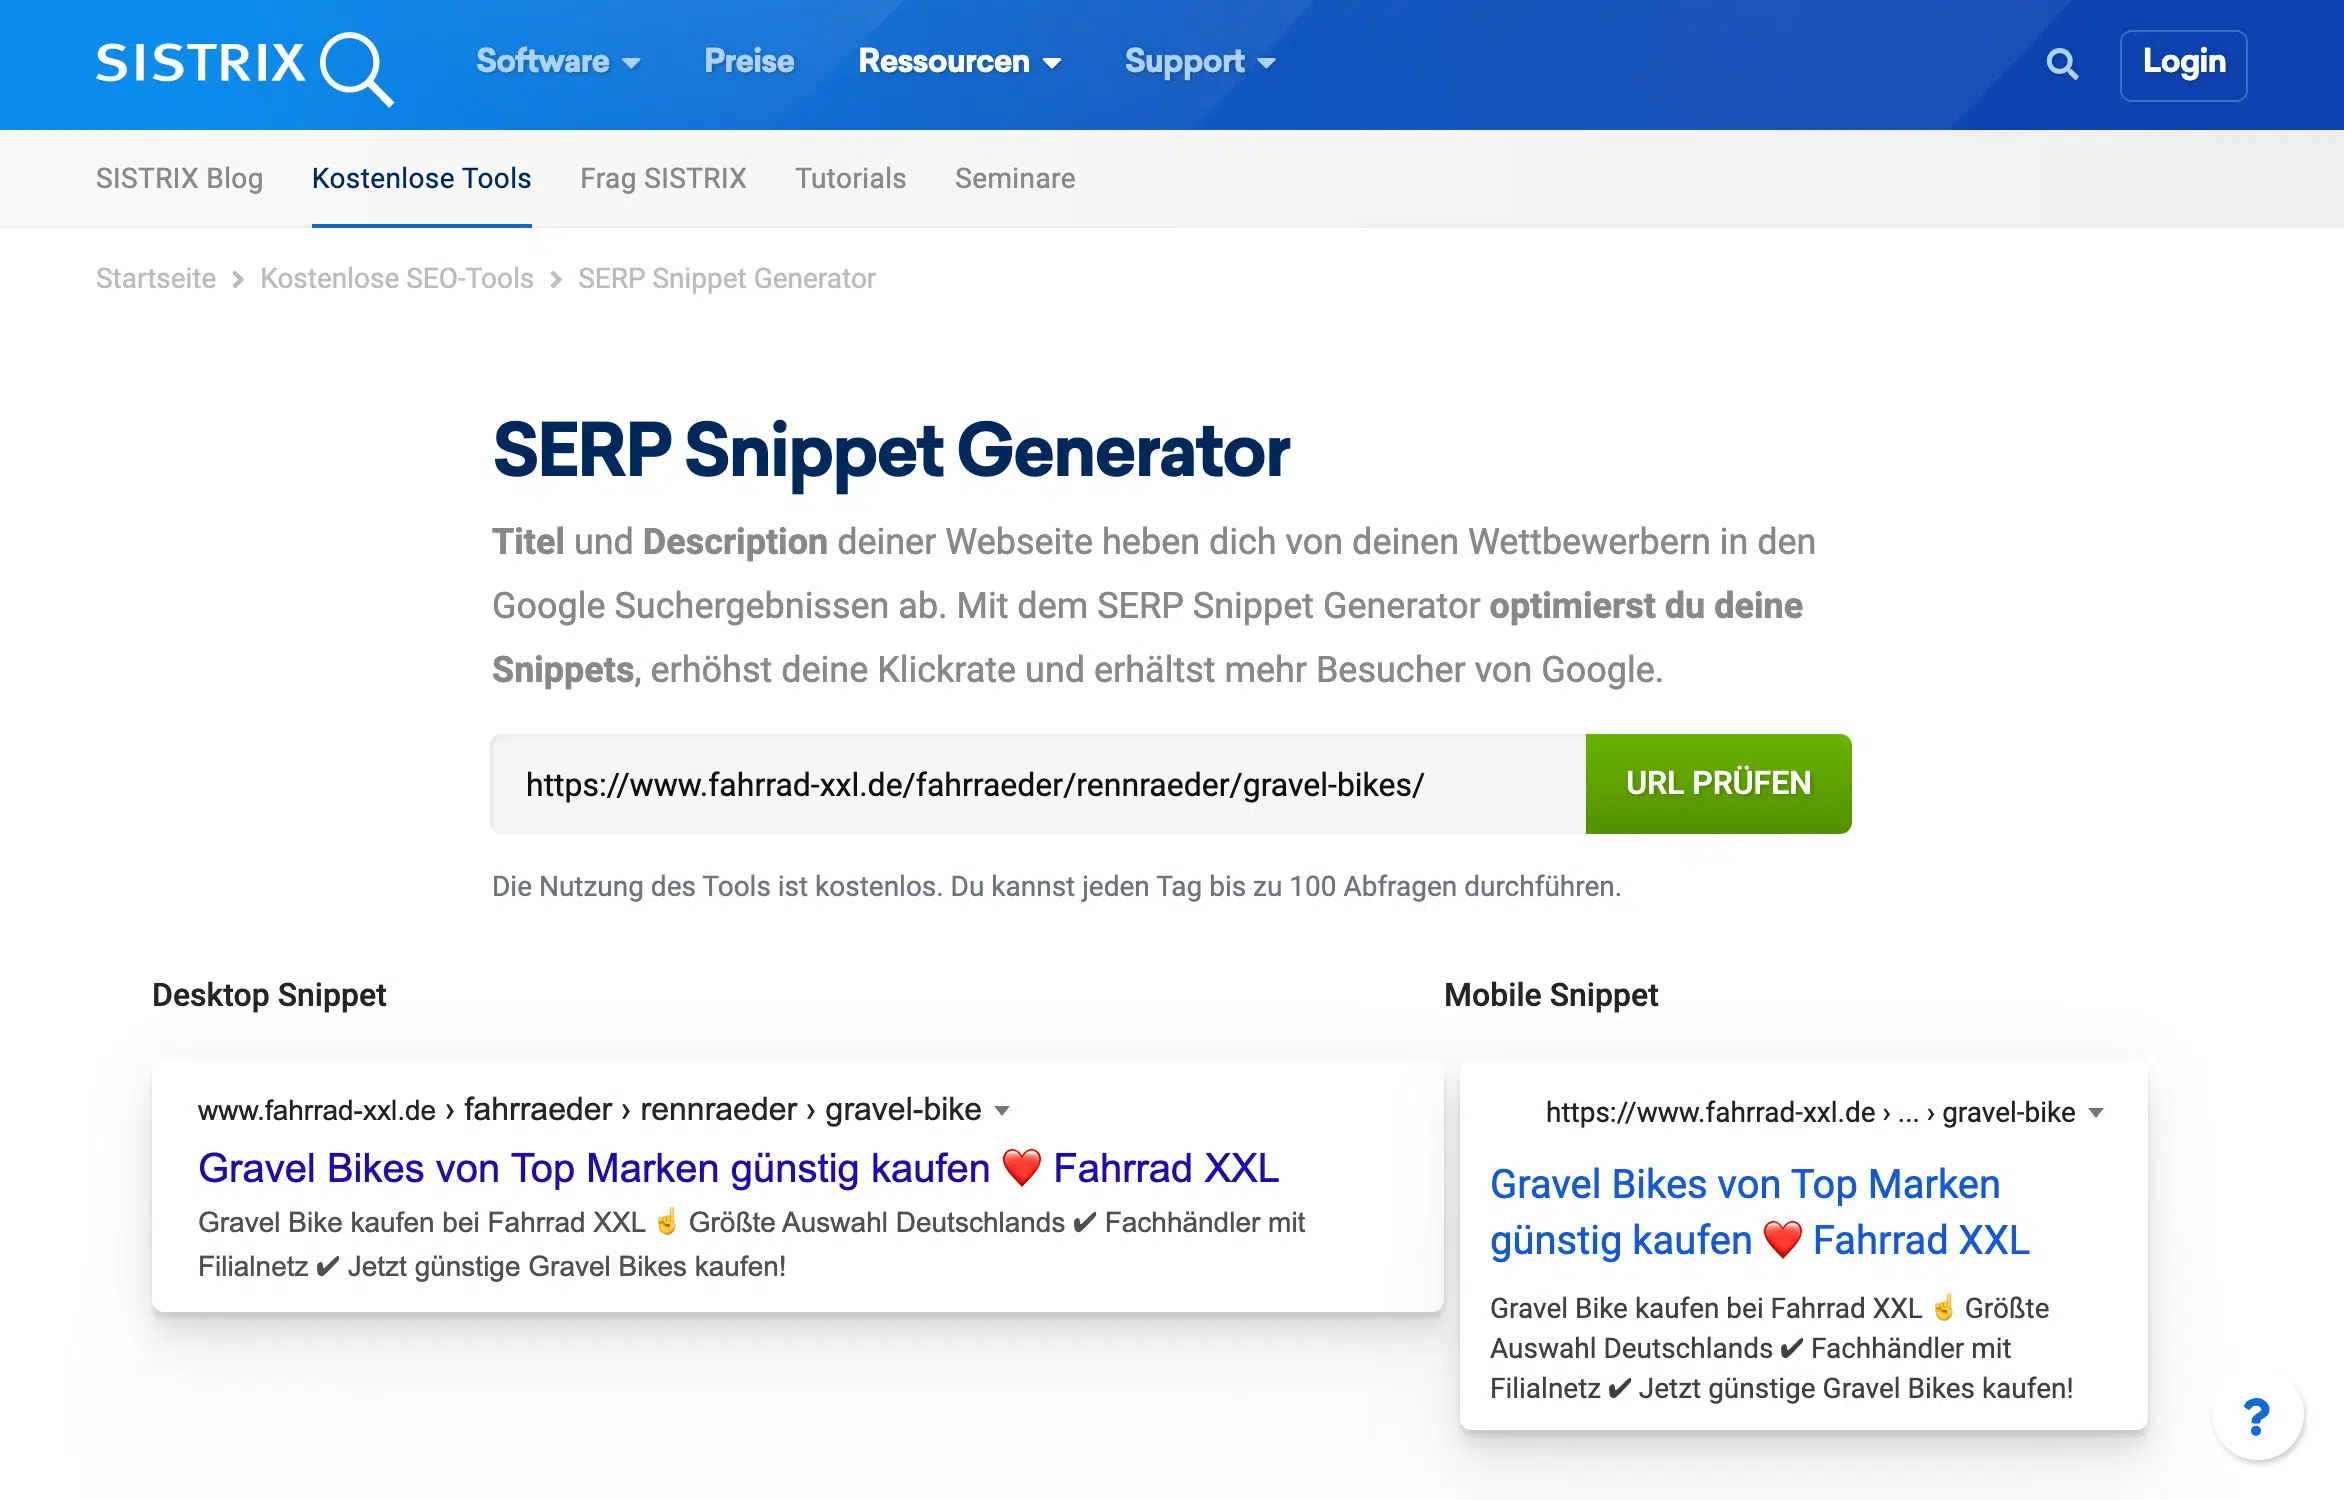 SISTRIX
Software Preise Ressourcen Support Login
SISTRIX Blog Kostenlose Tools Frag SISTRIX Tutorials Seminare
Startseite > Kostenlose SEO-Tools > SERP Snippet Generator
SERP Snippet Generator
Titel und Description deiner Webseite heben dich von deinen Wettbewerbern in den
Google Suchergebnissen ab. Mit dem SERP Snippet Generator optimierst du deine
Snippets, erhöhst deine Klickrate und erhältst mehr Besucher von Google.
https://www.fahrrad-xxl.de/fahrraeder/rennraeder/gravel-bikes/ URL PRÜFEN
Die Nutzung des Tools ist kostenlos. Du kannst jeden Tag bis zu 100 Abfragen durchführen.
Desktop Snippet
www.fahrrad-xxl.de › fahrraeder › rennraeder › gravel-bike
Gravel Bikes von Top Marken günstig kaufen ❤️ Fahrrad XXL
Gravel Bike kaufen bei Fahrrad XXL ☝️ Größte Auswahl Deutschlands ✔ Fachhändler mit
Filialnetz ✔ Jetzt günstige Gravel Bikes kaufen!
Mobile Snippet
https://www.fahrrad-xxl.de › ... › gravel-bike
Gravel Bikes von Top Marken
günstig kaufen ❤️ Fahrrad XXL
Gravel Bike kaufen bei Fahrrad XXL ☝️ Größte
Auswahl Deutschlands ✔ Fachhändler mit
Filialnetz ✔ Jetzt günstige Gravel Bikes kaufen!
?